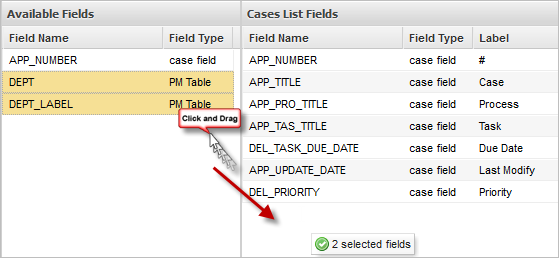 Available Fields
Field Name Field Type
APP_NUMBER case field
DEPT PM Table
DEPT_LABEL PM Table
Click and Drag
Cases List Fields
Field Name Field Type Label
APP_NUMBER case field #
APP_TITLE case field Case
APP_PRO_TITLE case field Process
APP_TAS_TITLE case field Task
DEL_TASK_DUE_DATE case field Due Date
APP_UPDATE_DATE case field Last Modify
DEL_PRIORITY case field Priority
2 selected fields